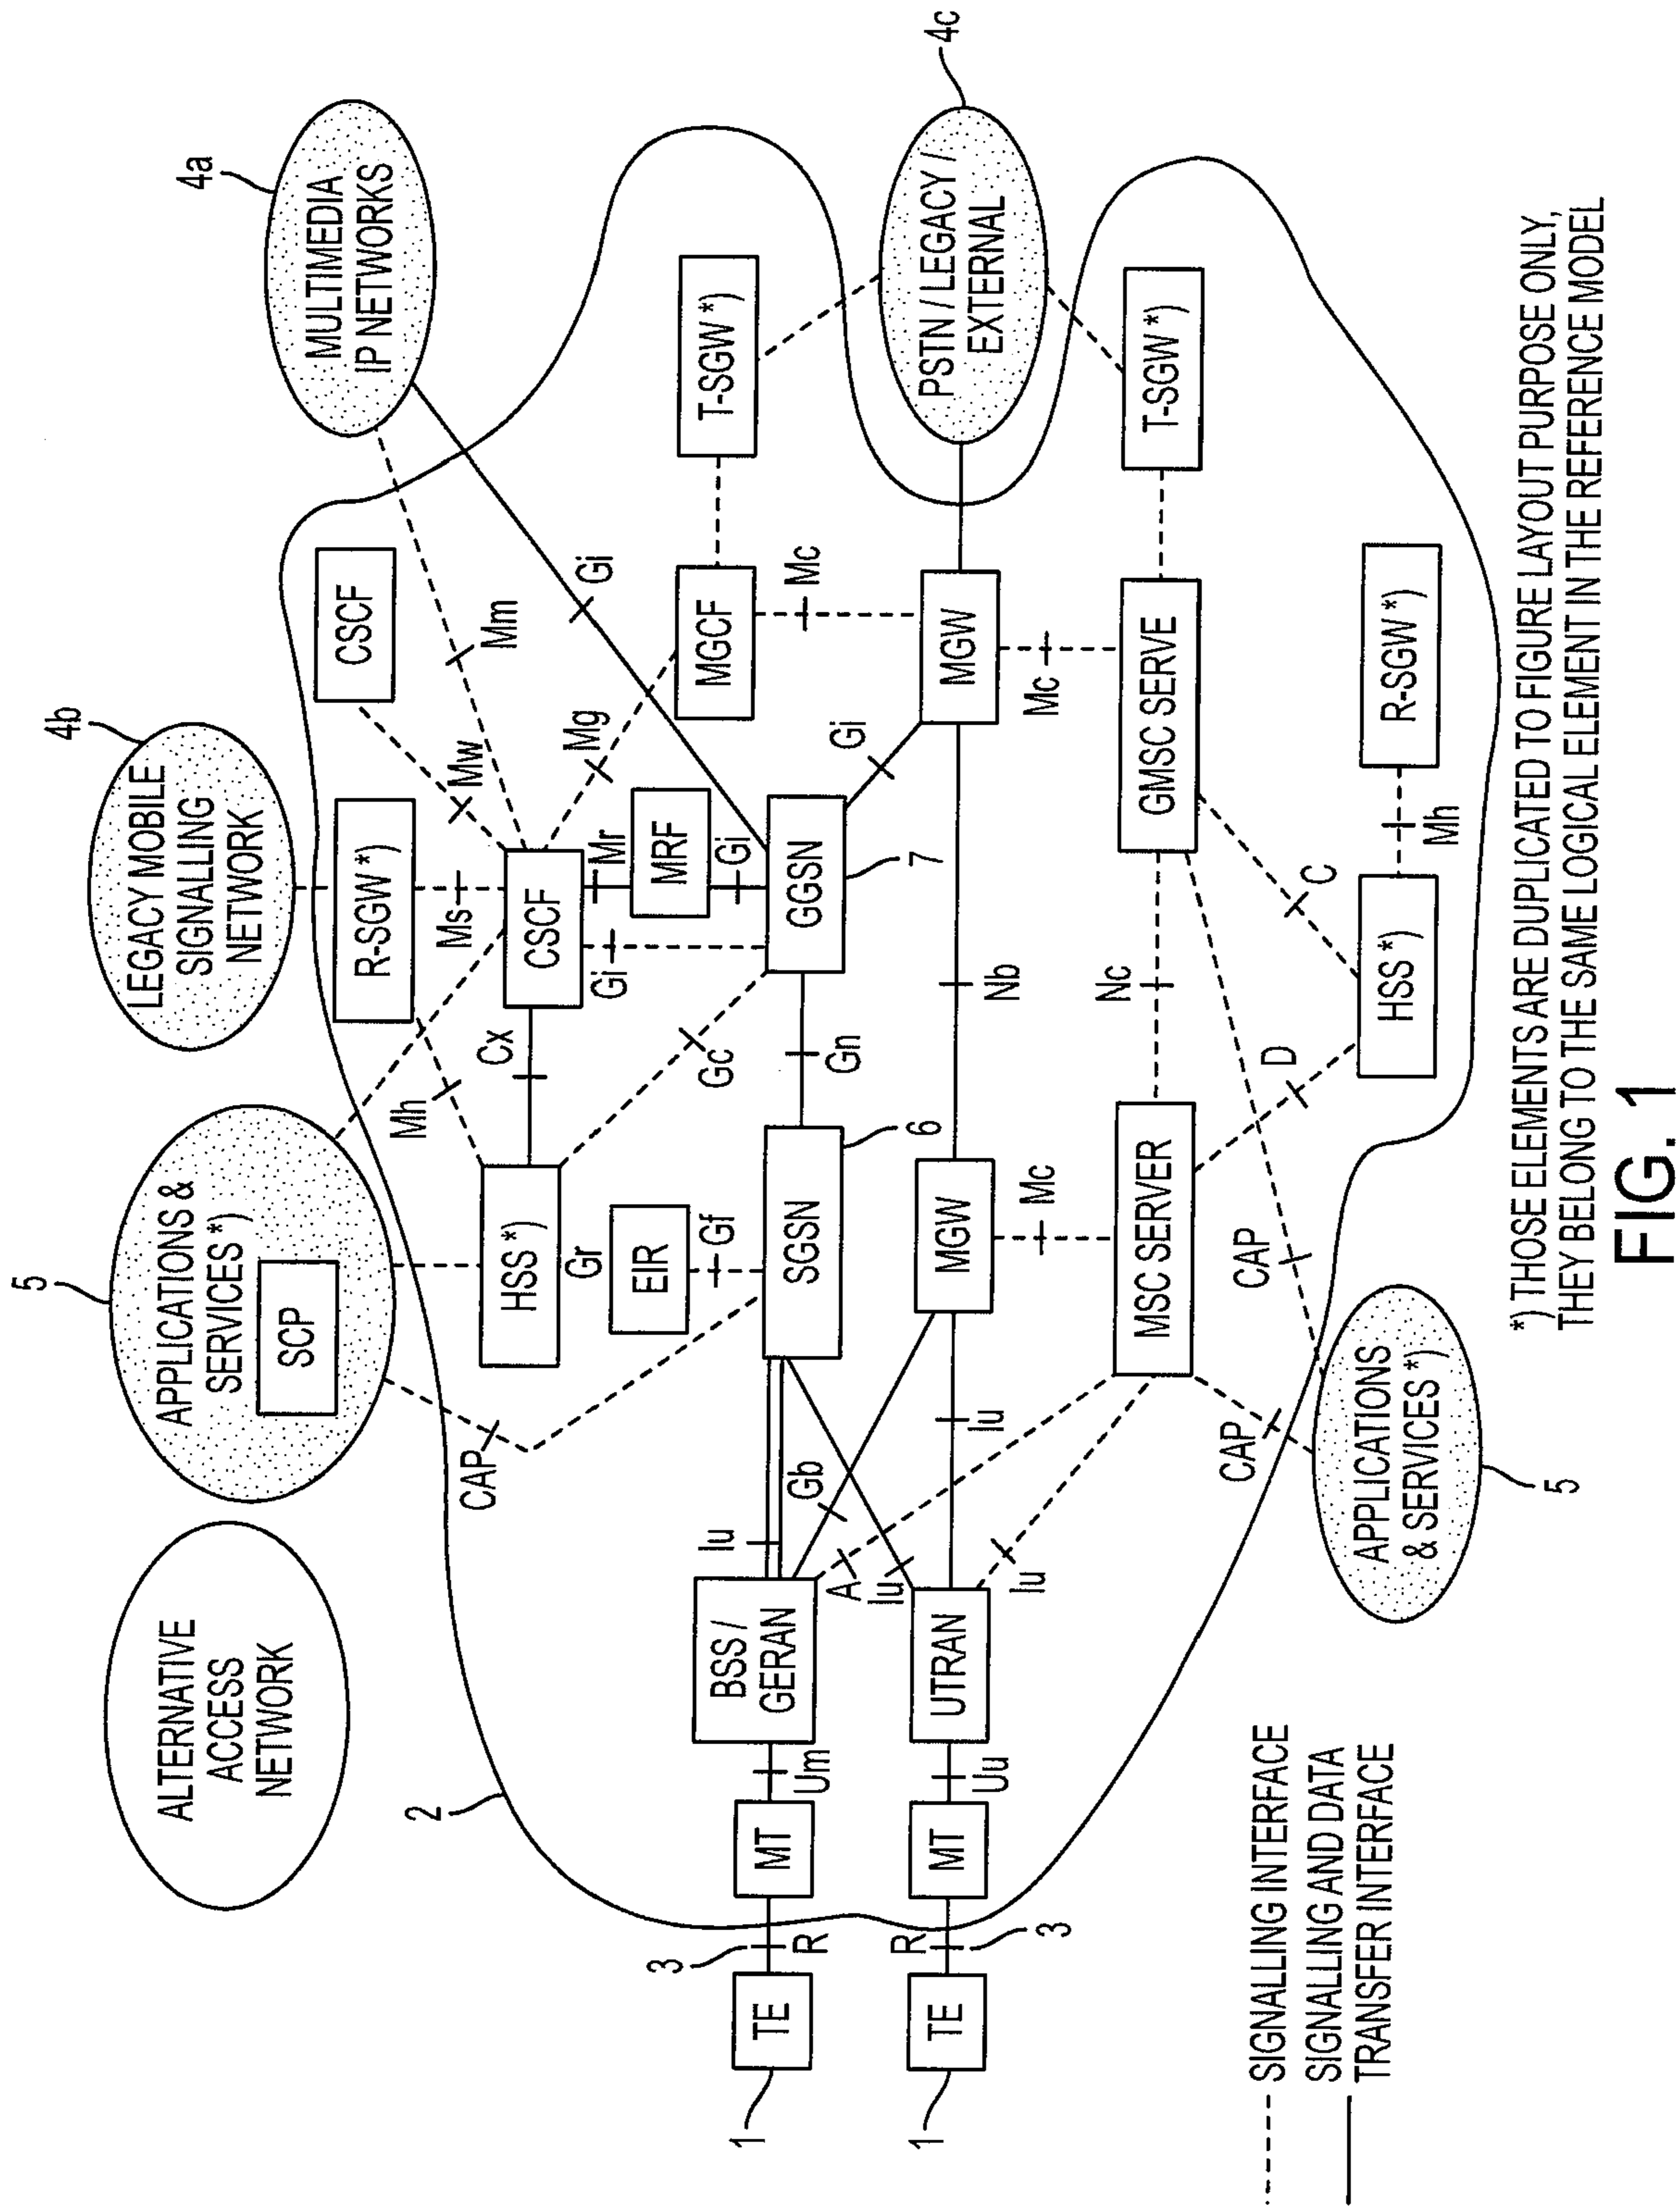 ALTERNATIVE
ACCESS
NETWORK
5
APPLICATIONS &
SERVICES *)
SCP
4b
LEGACY MOBILE
SIGNALLING
NETWORK
4a
MULTIMEDIA
IP NETWORKS
2
CAP
Mh
R-SGW *)
CSCF
Ms
Mw
Mm
HSS *)
Cx
CSCF
Gr
Gi
Mr
Mg
Gi
EIR
Gf
Gc
MRF
Gi
MGCF
T-SGW *)
Mc
3
R
1
TE
MT
Um
BSS /
GERAN
Iu
Gb
SGSN
6
Gn
GGSN
7
Gi
A
Iu
1
TE
R
3
MT
Uu
UTRAN
Iu
Iu
MGW
Nb
MGW
PSTN / LEGACY /
EXTERNAL
4c
Mc
Mc
MSC SERVER
Nc
GMSC SERVE
T-SGW *)
CAP
CAP
D
C
HSS *)
Mh
R-SGW *)
APPLICATIONS
& SERVICES *)
5
SIGNALLING INTERFACE
SIGNALLING AND DATA
TRANSFER INTERFACE
*) THOSE ELEMENTS ARE DUPLICATED TO FIGURE LAYOUT PURPOSE ONLY,
THEY BELONG TO THE SAME LOGICAL ELEMENT IN THE REFERENCE MODEL
FIG. 1